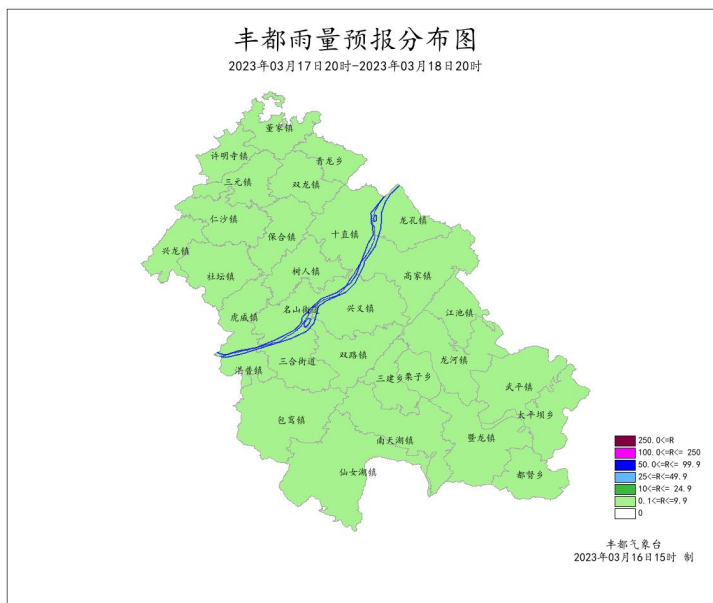 丰都雨量预报分布图
2023年03月17日20时-2023年03月18日20时
董家镇
许明寺镇
青龙乡
三元镇
双龙镇
仁沙镇
龙孔镇
保合镇
十直镇
兴龙镇
树人镇
高家镇
社坛镇
名山街道
兴义镇
江池镇
虎威镇
三合街道
双路镇
龙河镇
湛普镇
三建乡
栗子乡
武平镇
太平坝乡
包鸾镇
南天湖镇
暨龙镇
仙女湖镇
都督乡
250.0<=R
100.0<=R<= 250
50.0<=R<= 99.9
25<=R<=49.9
10<=R<= 24.9
0.1<=R<=9.9
0
丰都气象台
2023年03月16日15时 制